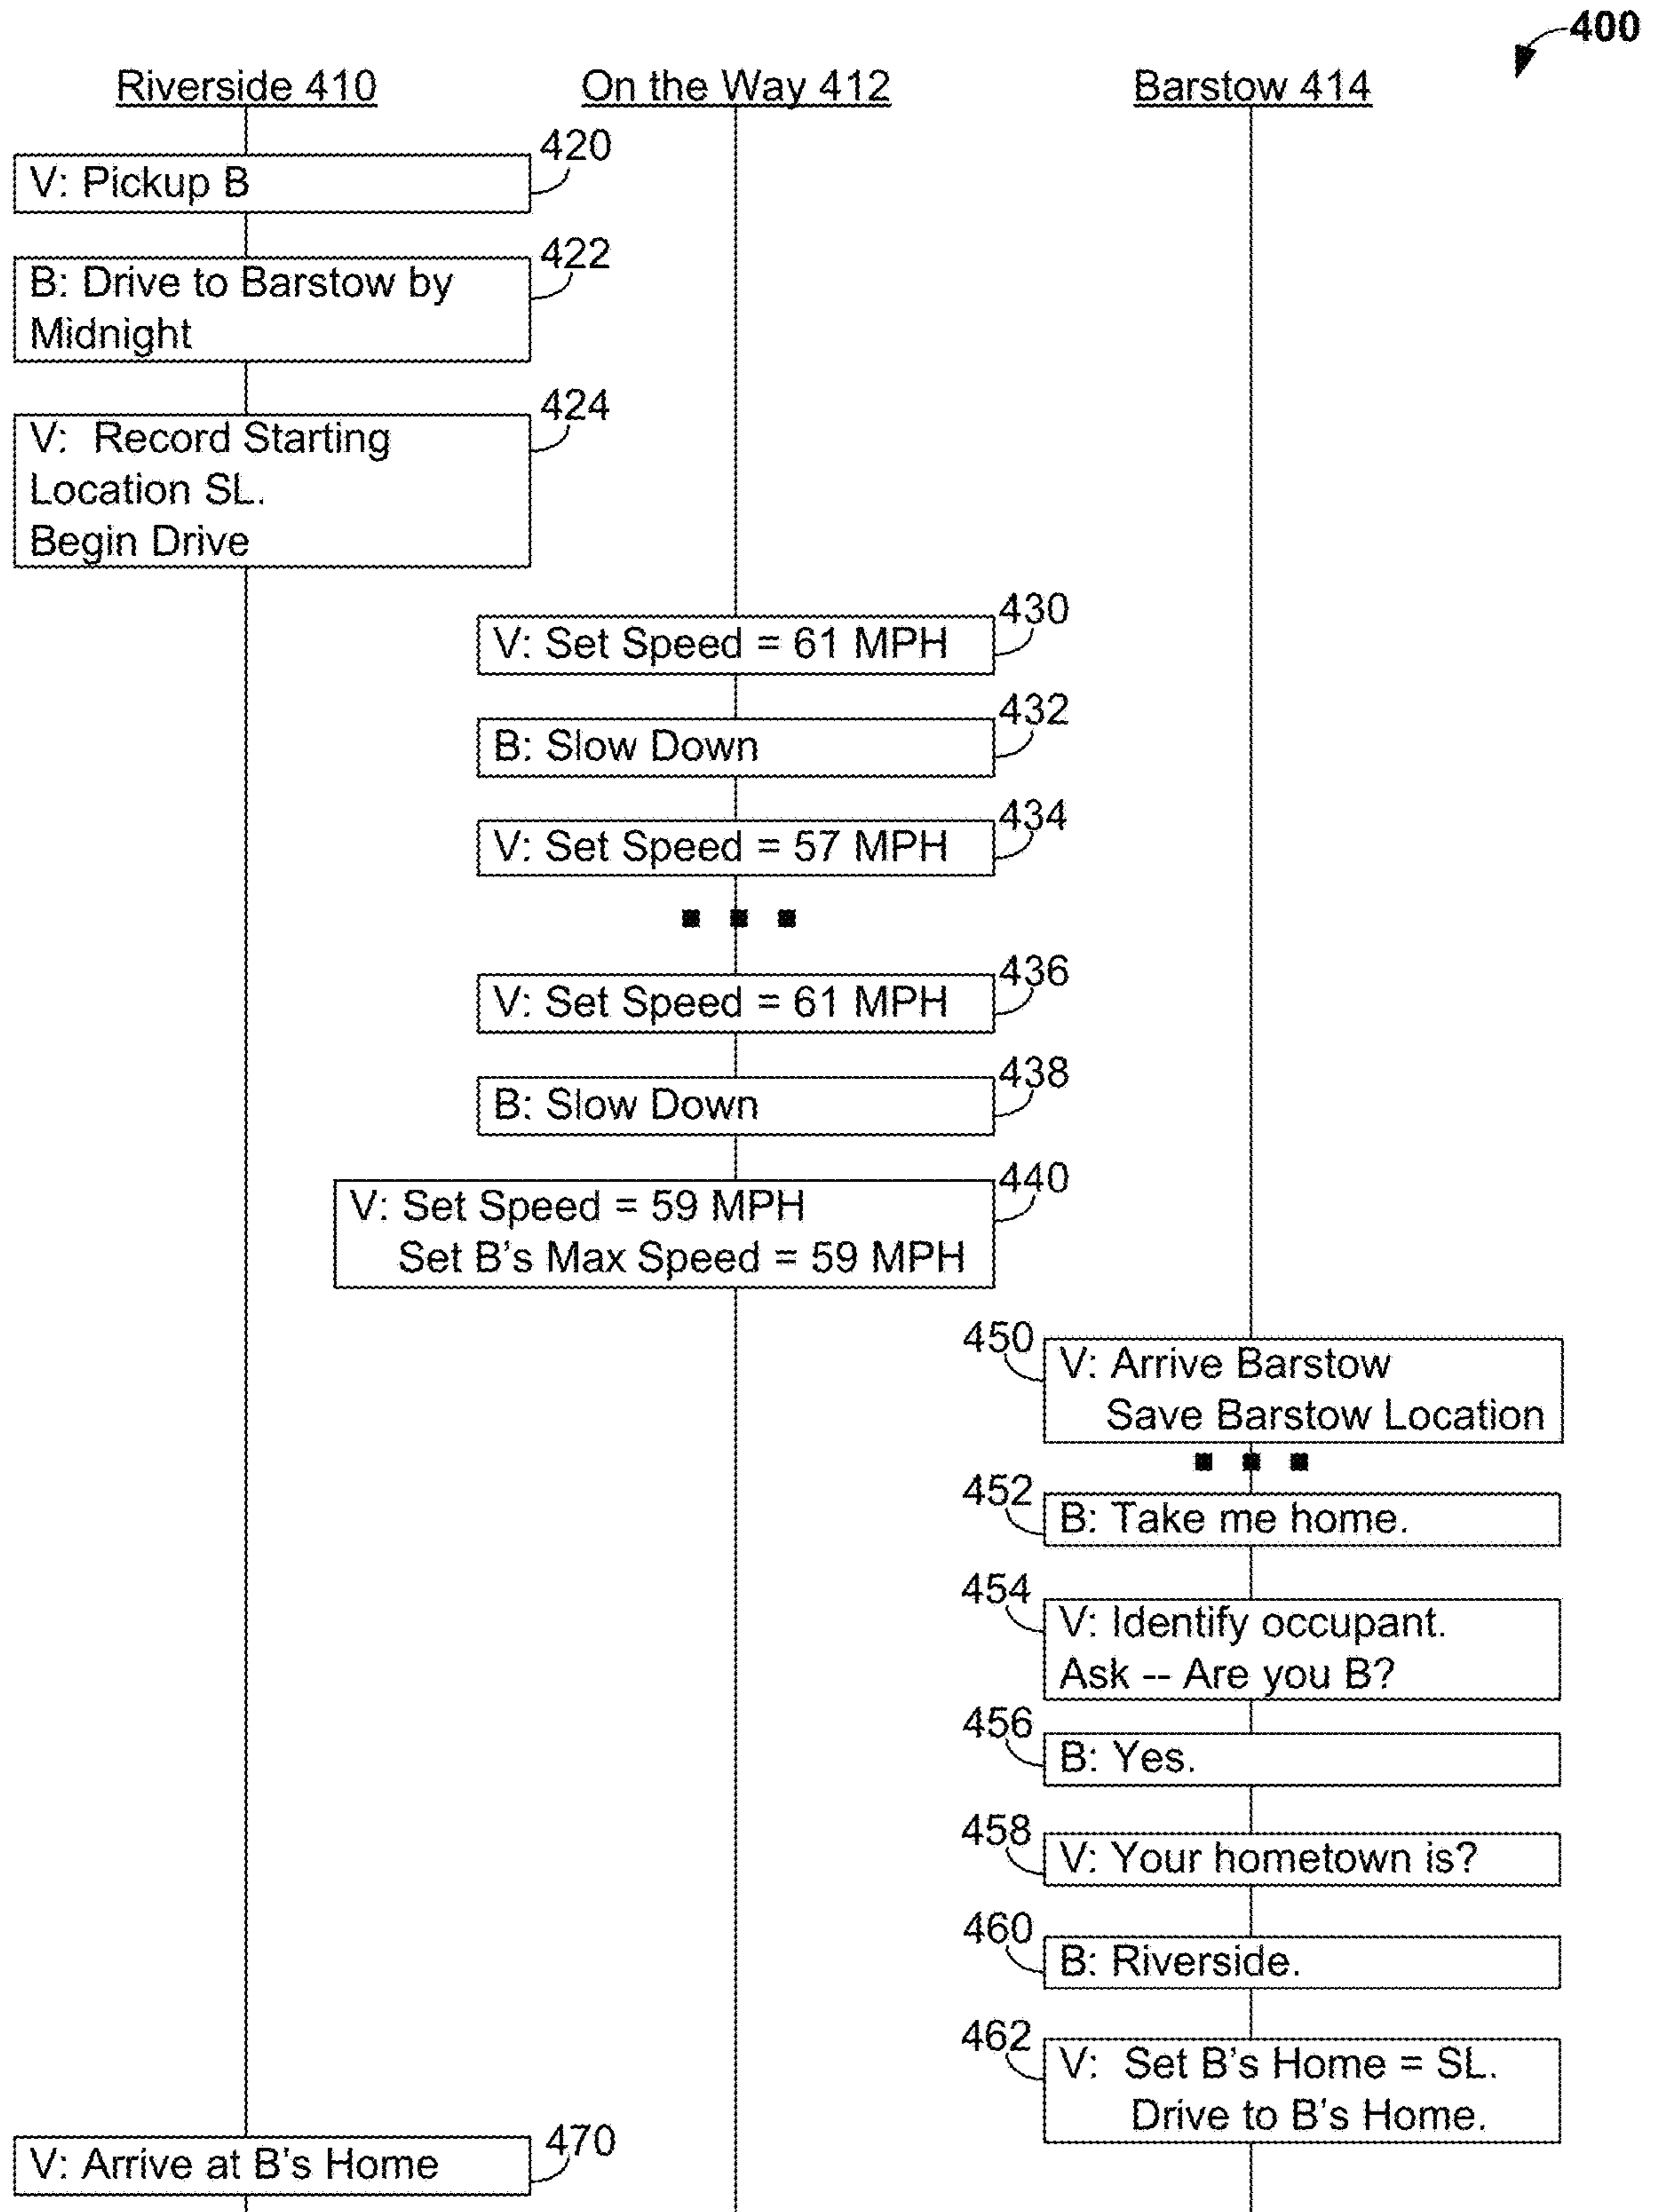 400
Riverside 410
On the Way 412
Barstow 414
420
V: Pickup B
422
B: Drive to Barstow by
Midnight
424
V: Record Starting
Location SL.
Begin Drive
430
V: Set Speed = 61 MPH
432
B: Slow Down
434
V: Set Speed = 57 MPH
436
V: Set Speed = 61 MPH
438
B: Slow Down
440
V: Set Speed = 59 MPH
Set B's Max Speed = 59 MPH
450
V: Arrive Barstow
Save Barstow Location
452
B: Take me home.
454
V: Identify occupant.
Ask -- Are you B?
456
B: Yes.
458
V: Your hometown is?
460
B: Riverside.
462
V: Set B's Home = SL.
Drive to B's Home.
470
V: Arrive at B's Home